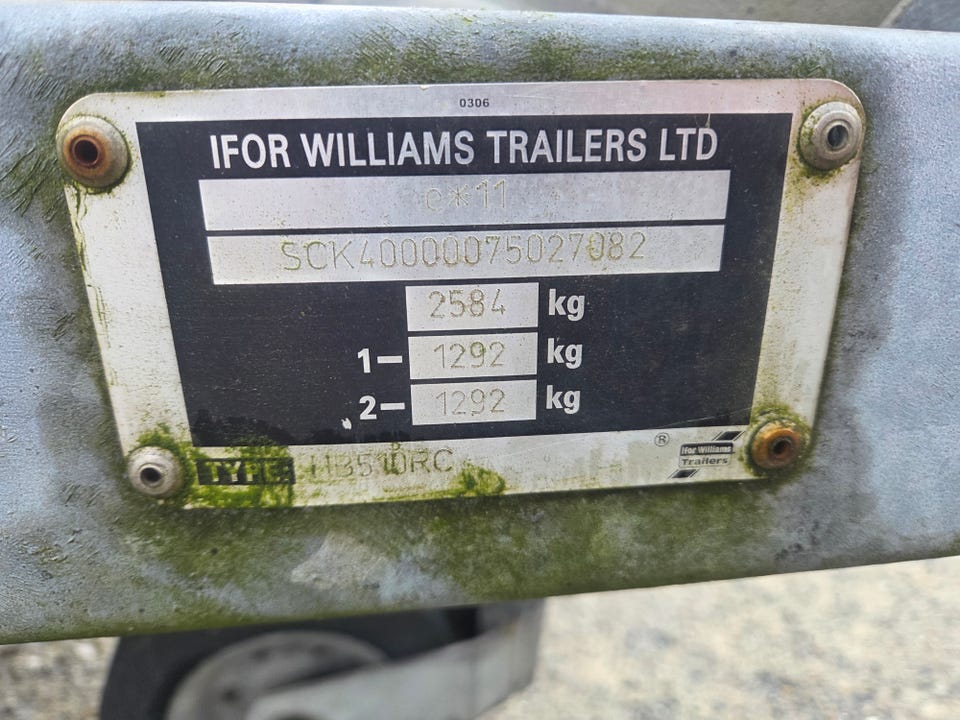 0306
IFOR WILLIAMS TRAILERS LTD
e*11
SCK40000075027082
2584 kg
1- 1292 kg
2- 1292 kg
TYPE: HB510RC
®
Ifor Williams
Trailers